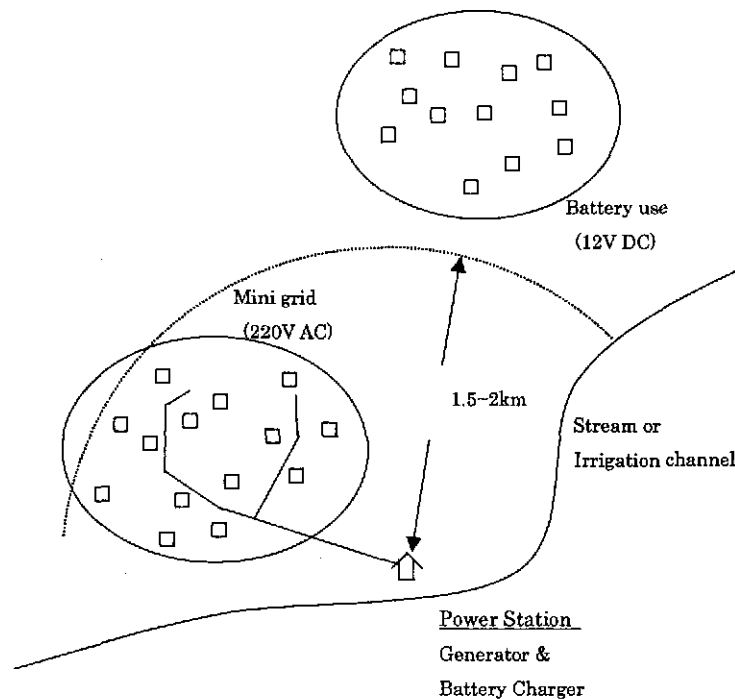 Battery use
(12V DC)
Mini grid
(220V AC)
1.5~2km
Stream or
Irrigation channel
Power Station
Generator &
Battery Charger